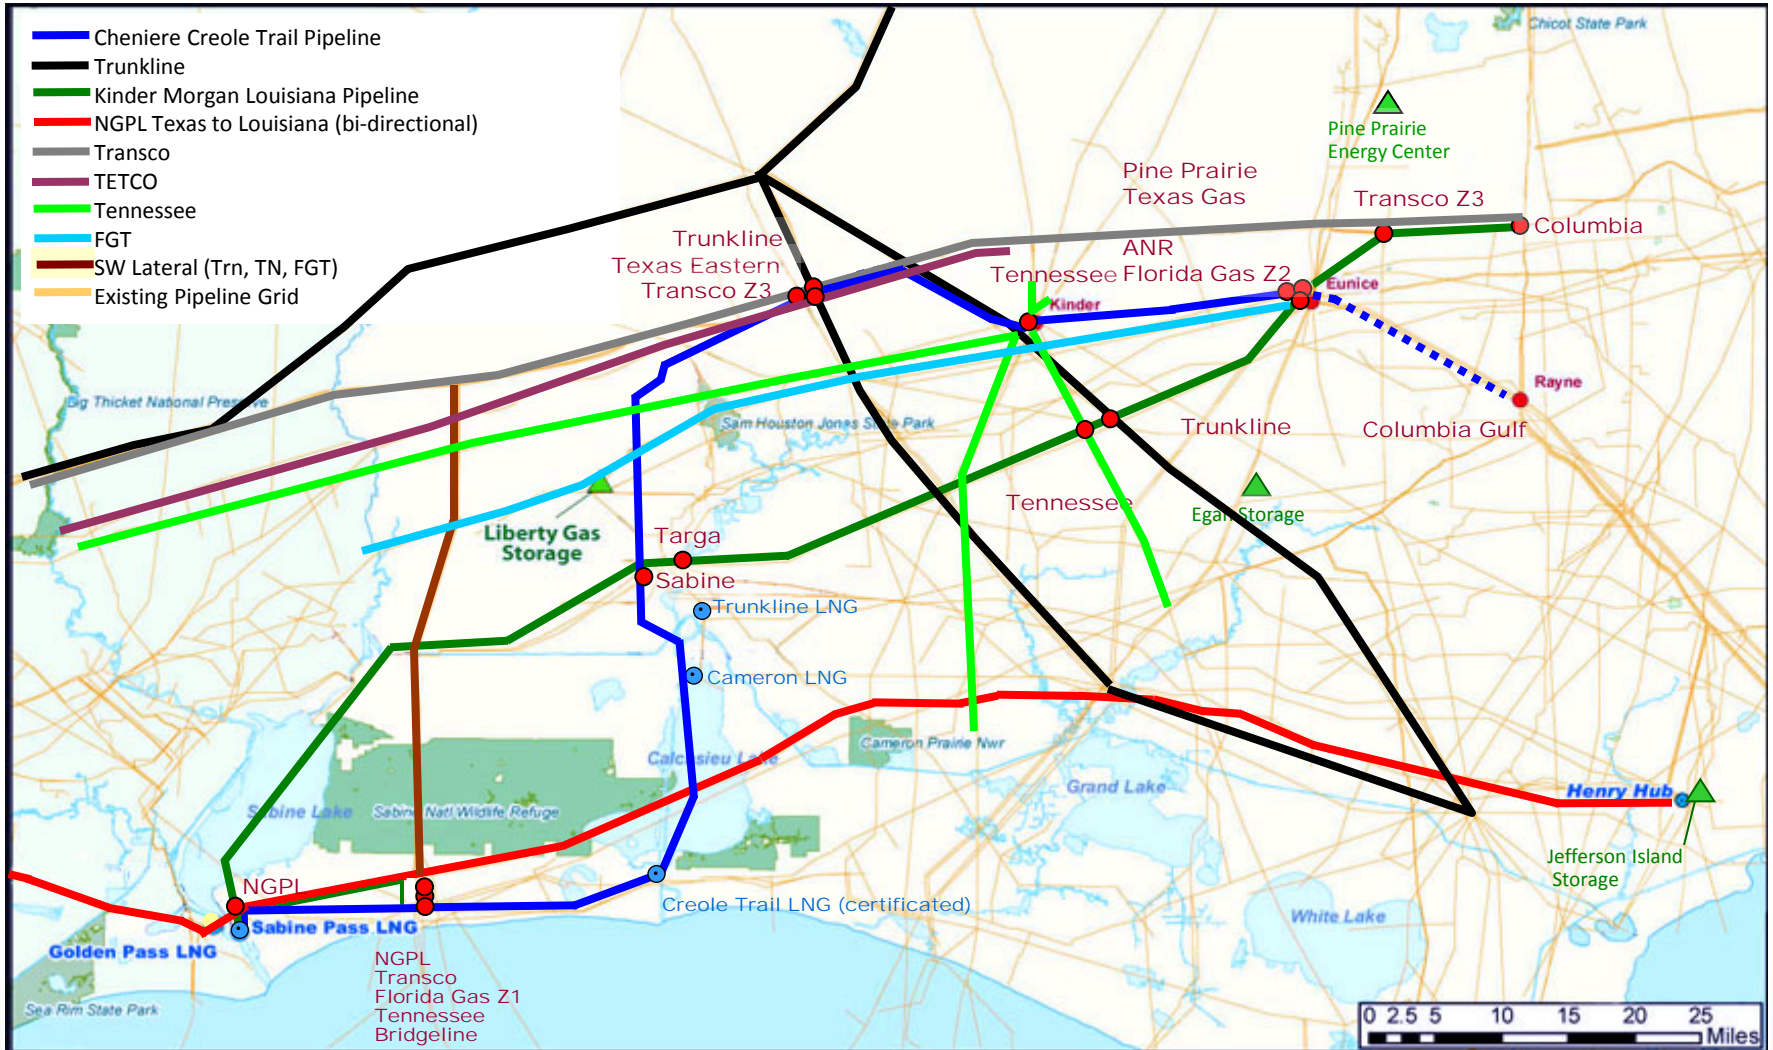 Cheniere Creole Trail Pipeline
Trunkline
Kinder Morgan Louisiana Pipeline
NGPL Texas to Louisiana (bi-directional)
Transco
TETCO
Tennessee
FGT
SW Lateral (Trn, TN, FGT)
Existing Pipeline Grid
Chicot State Park
Pine Prairie
Energy Center
Pine Prairie
Texas Gas
Transco Z3
Columbia
Trunkline
Texas Eastern
Transco Z3
ANR
Florida Gas Z2
Tennessee
Eunice
Kinder
Rayne
Big Thicket National Preserve
Sam Houston Jones State Park
Trunkline
Columbia Gulf
Liberty Gas
Storage
Tennessee
Egan Storage
Targa
Sabine
Trunkline LNG
Cameron LNG
Calcasieu Lake
Cameron Prairie Nwr
Grand Lake
Henry Hub
Sabine Lake
Sabine Natl Wildlife Refuge
Jefferson Island
Storage
NGPL
Creole Trail LNG (certificated)
White Lake
Sabine Pass LNG
Golden Pass LNG
NGPL
Transco
Florida Gas Z1
Tennessee
Bridgeline
Sea Rim State Park
0 2.5 5 10 15 20 25
Miles